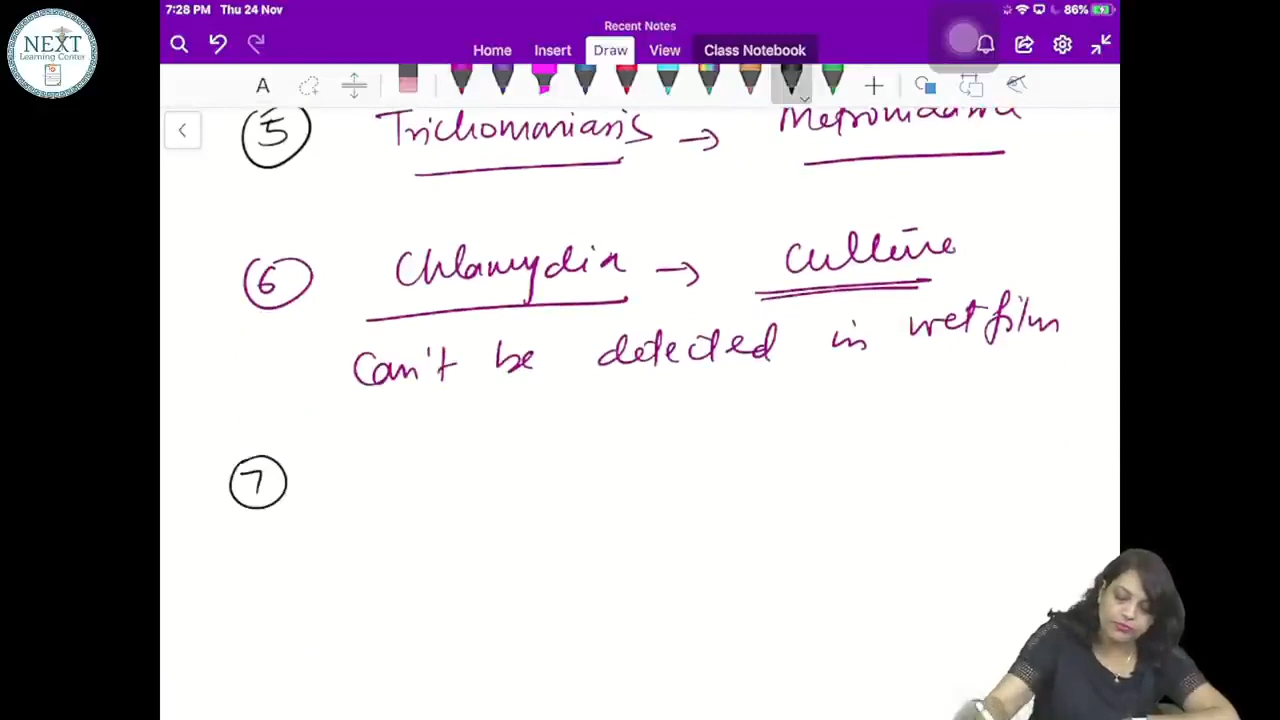 7:28 PM Thu 24 Nov
86%
Recent Notes
NEXT
Learning Center
Home Insert Draw View Class Notebook
A
5 Trichomoniasis →
6 Chlamydia → Culture
Can't be detected in wet film
7